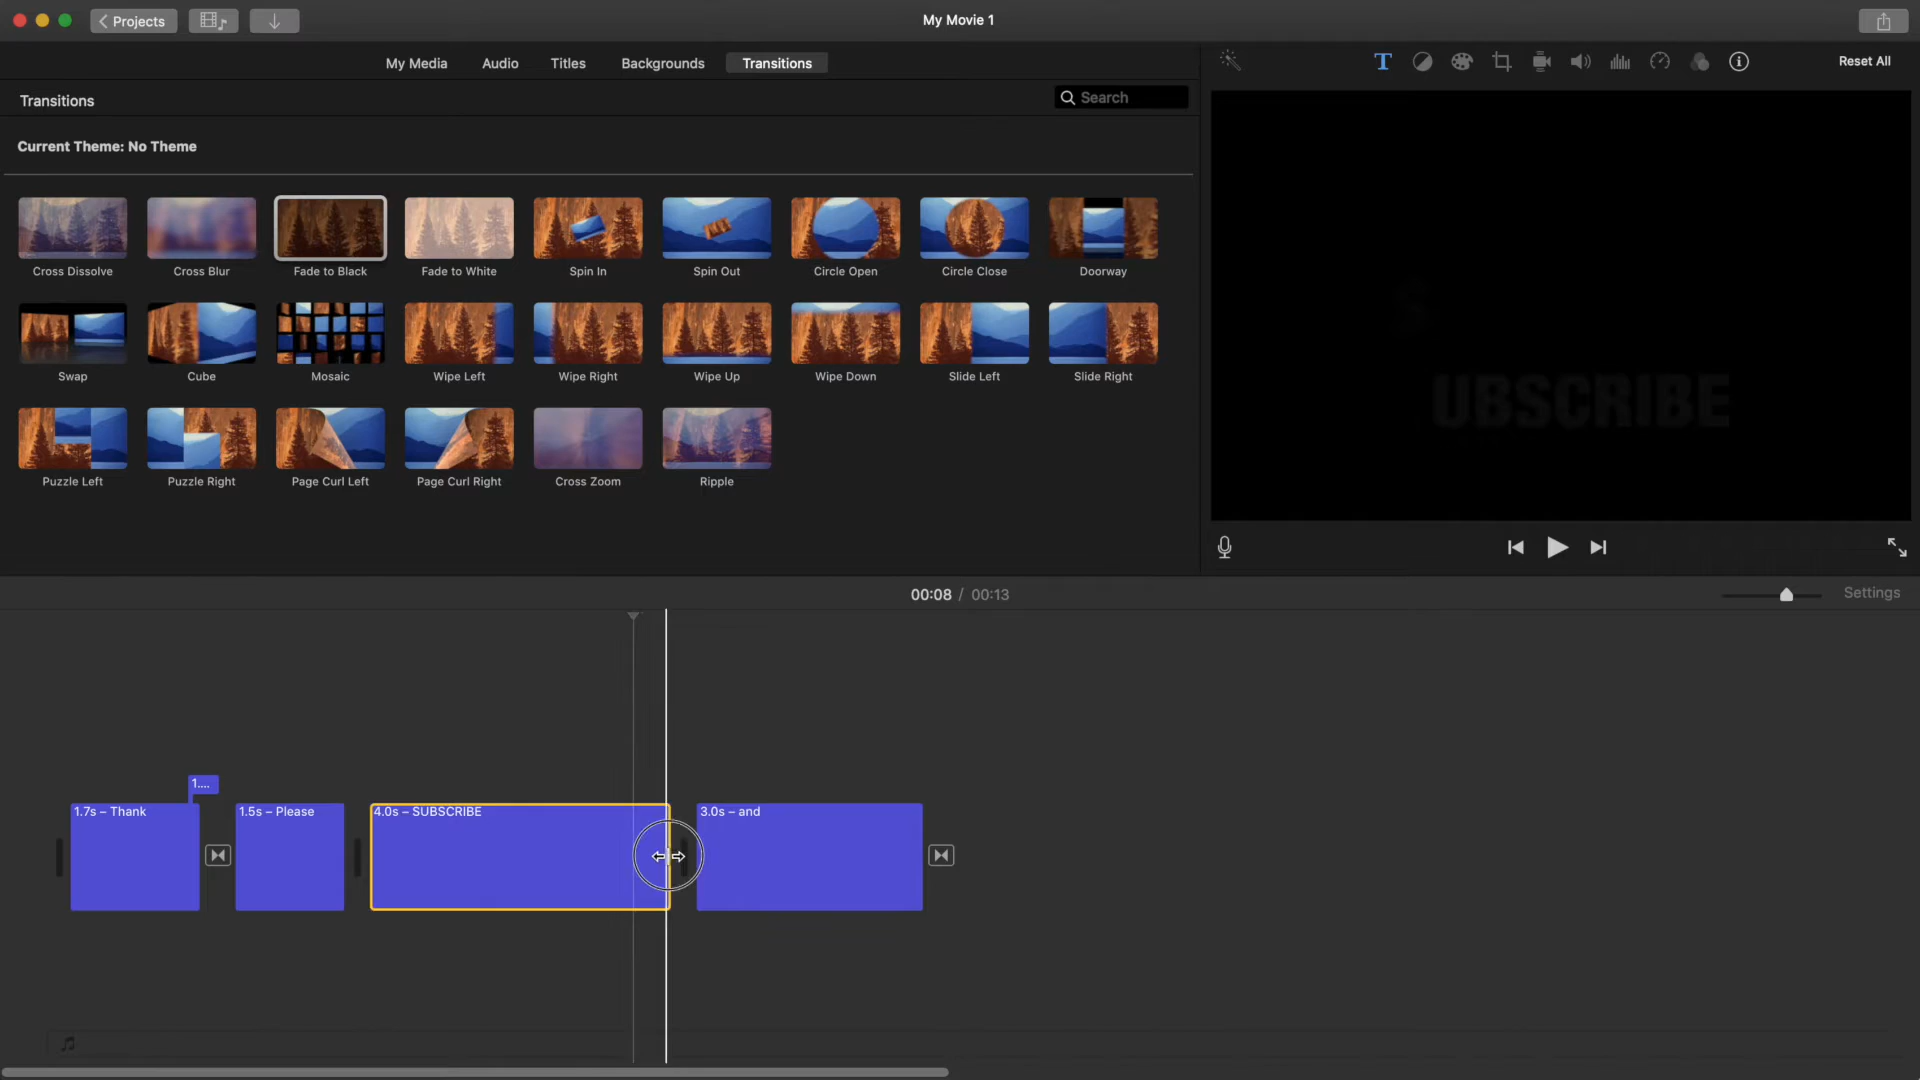 Projects
My Movie 1
My Media
Audio
Titles
Backgrounds
Transitions
T
Reset All
Transitions
Search
Current Theme: No Theme
Cross Dissolve
Cross Blur
Fade to Black
Fade to White
Spin In
Spin Out
Circle Open
Circle Close
Doorway
Swap
Cube
Mosaic
Wipe Left
Wipe Right
Wipe Up
Wipe Down
Slide Left
Slide Right
Puzzle Left
Puzzle Right
Page Curl Left
Page Curl Right
Cross Zoom
Ripple
S
UBSCRIBE
00:08 / 00:13
Settings
1....
1.7s – Thank
1.5s – Please
4.0s – SUBSCRIBE
3.0s – and